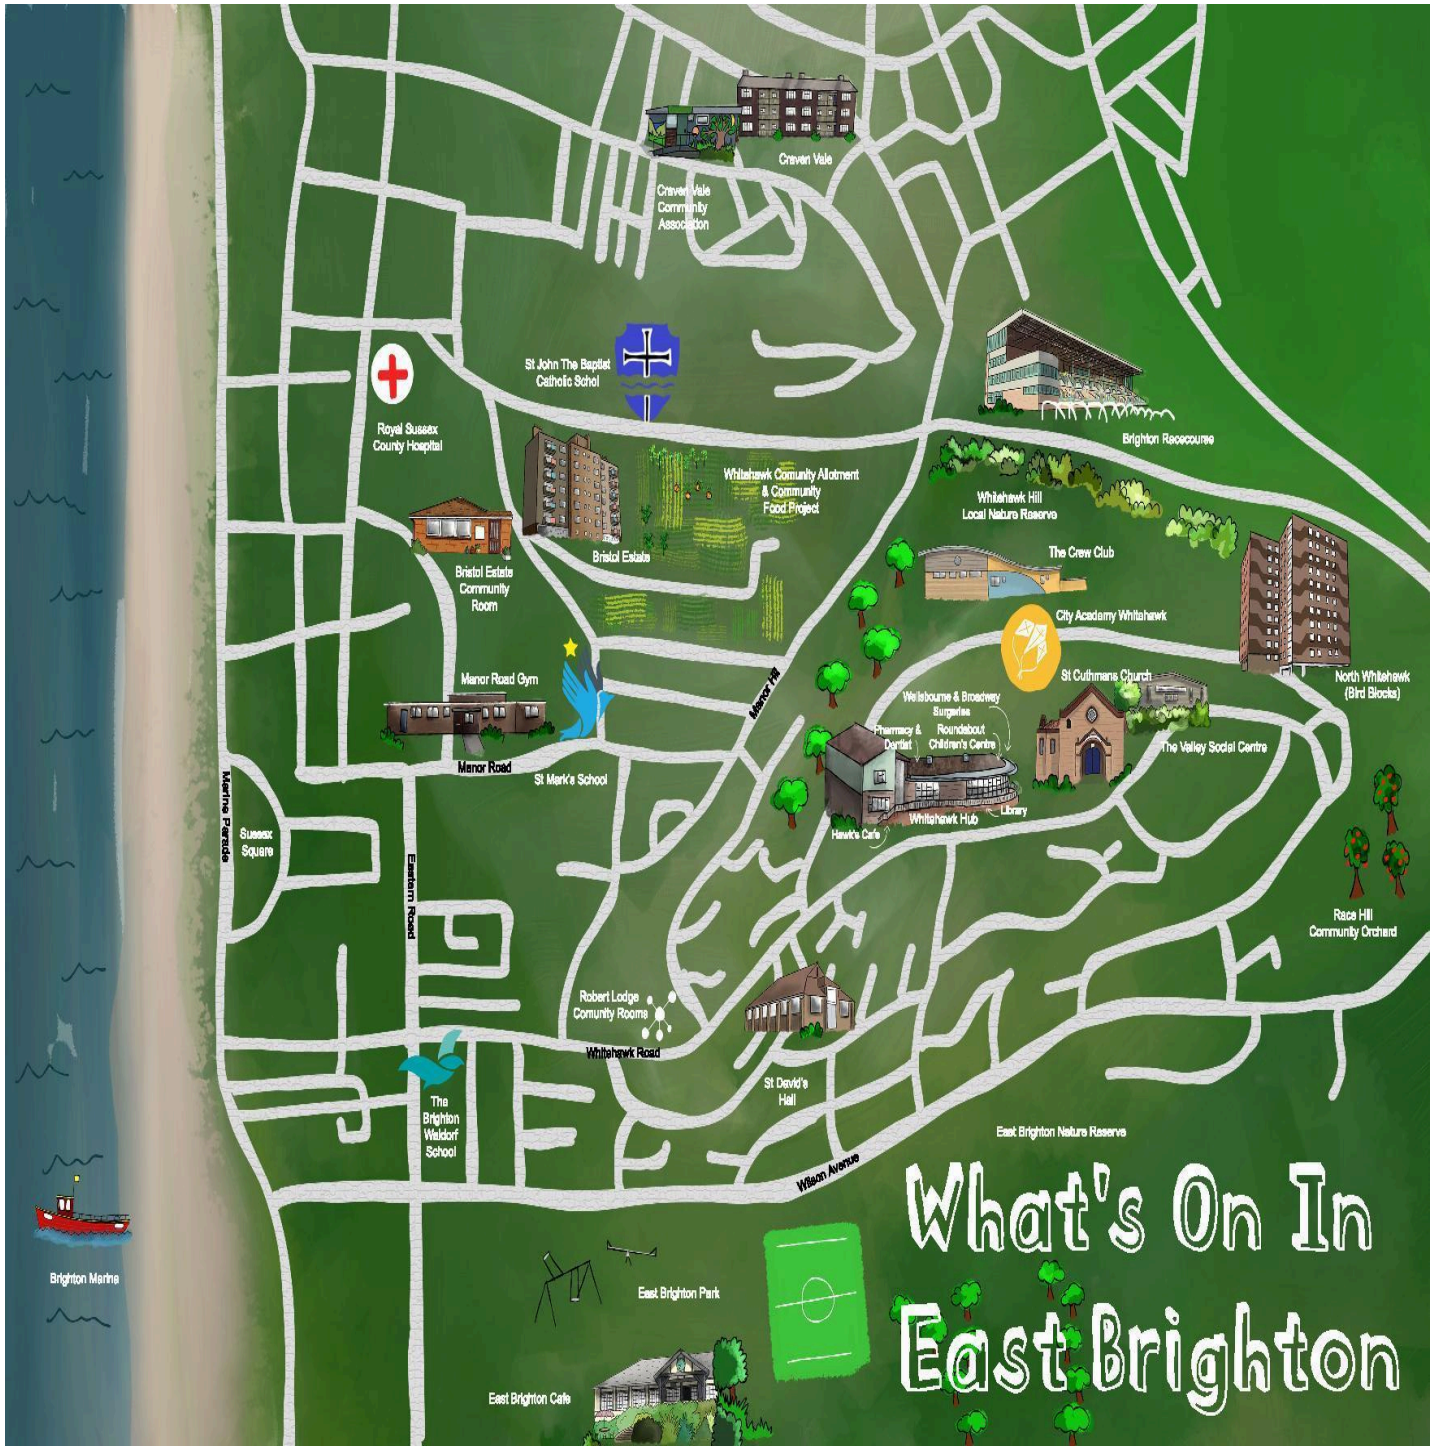 Craven Vale
Craven Vale
Community
Association
St John The Baptist
Catholic Schol
Royal Sussex
County Hospital
Brighton Racecourse
Whitehawk Comunity Allotment
& Community
Food Project
Whitehawk Hill
Local Nature Reserve
Bristol Estate
The Crew Club
Bristol Estate
Community
Room
City Academy Whitehawk
Manor Road Gym
St Cuthmans Church
North Whitehawk
(Bird Blocks)
Manor Hill
Wellsbourne & Broadway
Surgeries
Pharmacy &
Dentist
Roundabout
Children's Centre
The Valley Social Centre
Manor Road
St Mark's School
Marine Parade
Sussex
Square
Hawk's Cafe
Whitehawk Hub
Library
Eastern Road
Race Hill
Community Orchard
Robert Lodge
Comunity Rooms
Whitehawk Road
St David's
Hall
The
Brighton
Waldorf
School
East Brighton Nature Reserve
Wilson Avenue
What's On In
East Brighton
Brighton Marina
East Brighton Park
East Brighton Cafe